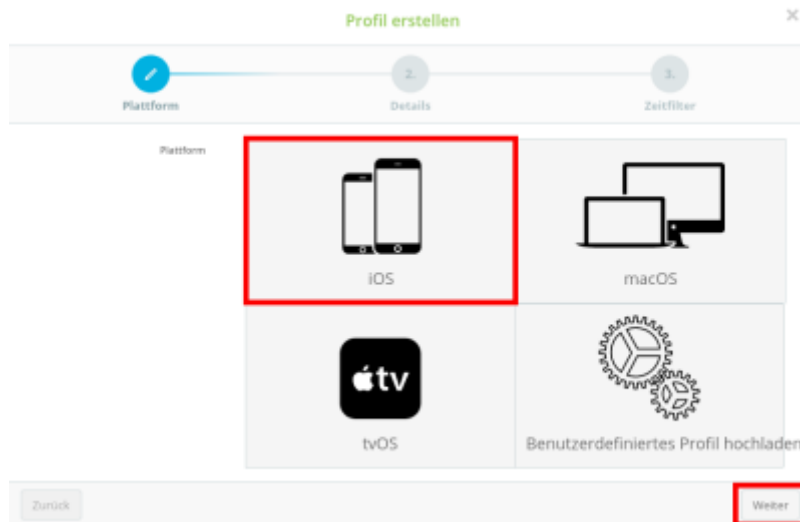 Profil erstellen
×
2.
3.
Plattform
Details
Zeitfilter
Plattform
iOS
macOS
tv
tvOS
Benutzerdefiniertes Profil hochladen
Zurück
Weiter